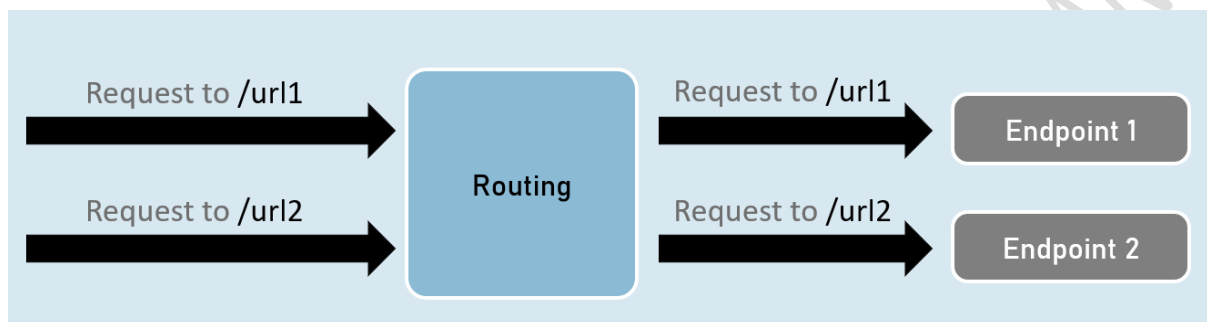 Request to /url1
Request to /url1
Endpoint 1
Routing
Request to /url2
Request to /url2
Endpoint 2